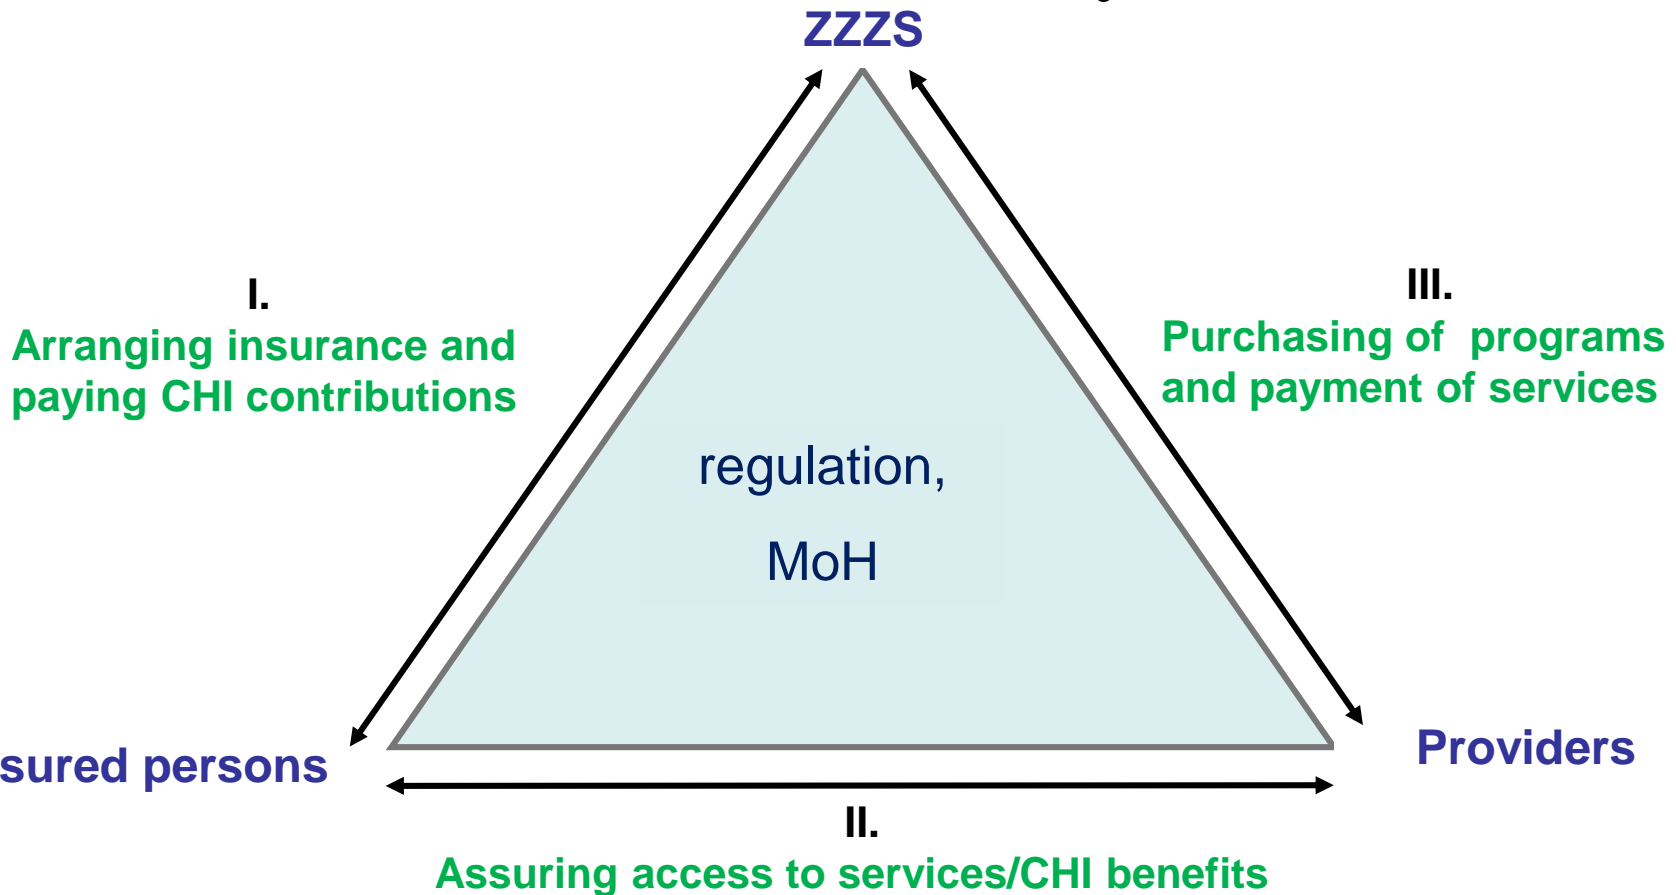 ZZZS
I.
Arranging insurance and
paying CHI contributions
III.
Purchasing of programs
and payment of services
regulation,
MoH
sured persons
Providers
II.
Assuring access to services/CHI benefits